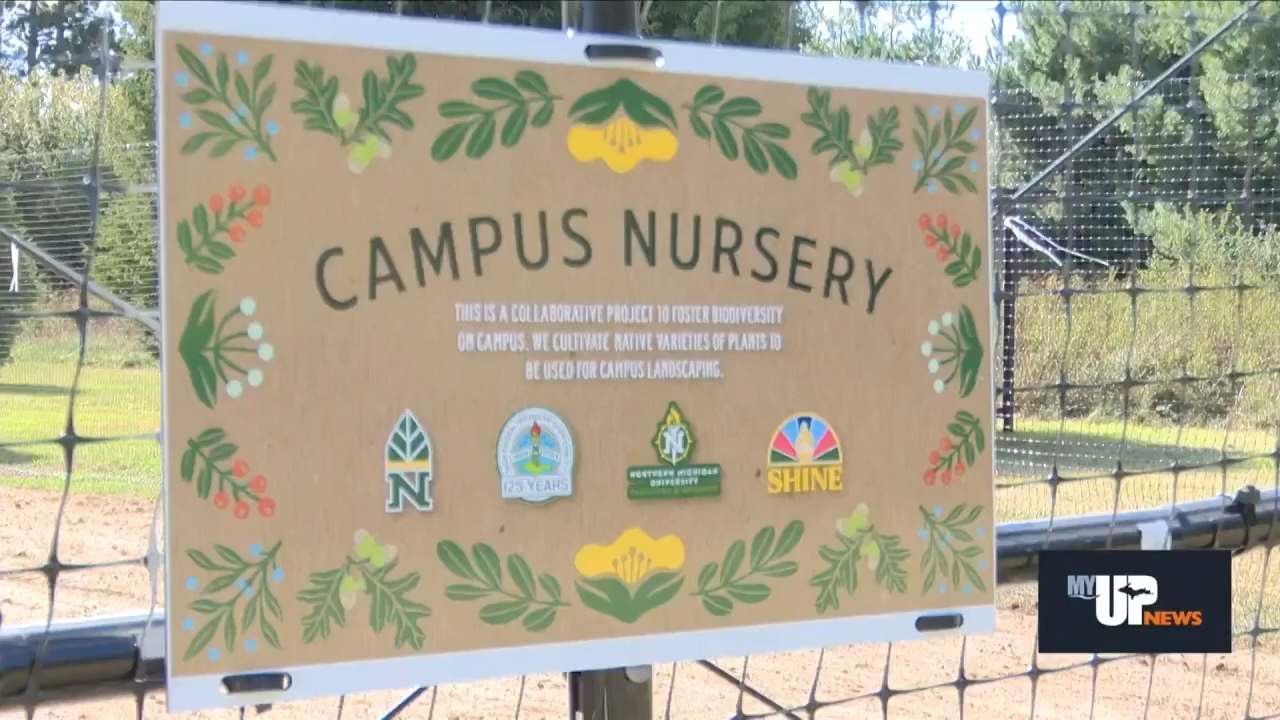 CAMPUS NURSERY
THIS IS A COLLABORATIVE PROJECT TO FOSTER BIODIVERSITY
ON CAMPUS. WE CULTIVATE NATIVE VARIETIES OF PLANTS TO
BE USED FOR CAMPUS LANDSCAPING.
N
125 YEARS
N
NORTHERN MICHIGAN
UNIVERSITY
SHINE
MY UP NEWS